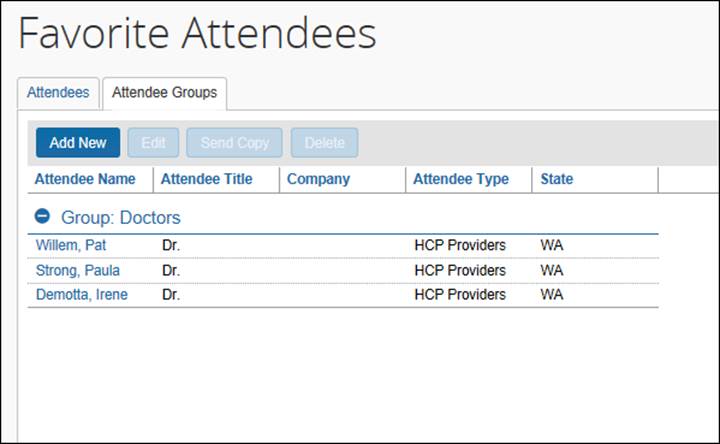 Favorite Attendees
Attendees Attendee Groups
Add New Edit Send Copy Delete
Attendee Name Attendee Title Company Attendee Type State
Group: Doctors
Willem, Pat Dr. HCP Providers WA
Strong, Paula Dr. HCP Providers WA
Demotta, Irene Dr. HCP Providers WA